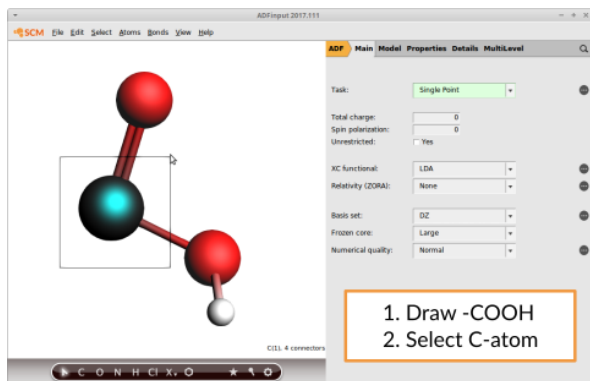 ADFinput 2017.111
SCM File Edit Select Atoms Bonds View Help
ADF Main Model Properties Details MultiLevel
Task: Single Point
Total charge: 0
Spin polarization: 0
Unrestricted: Yes
XC functional: LDA
Relativity (ZORA): None
Basis set: DZ
Frozen core: Large
Numerical quality: Normal
1. Draw -COOH
2. Select C-atom
C(1), 4 connectors
C O N H Cl X